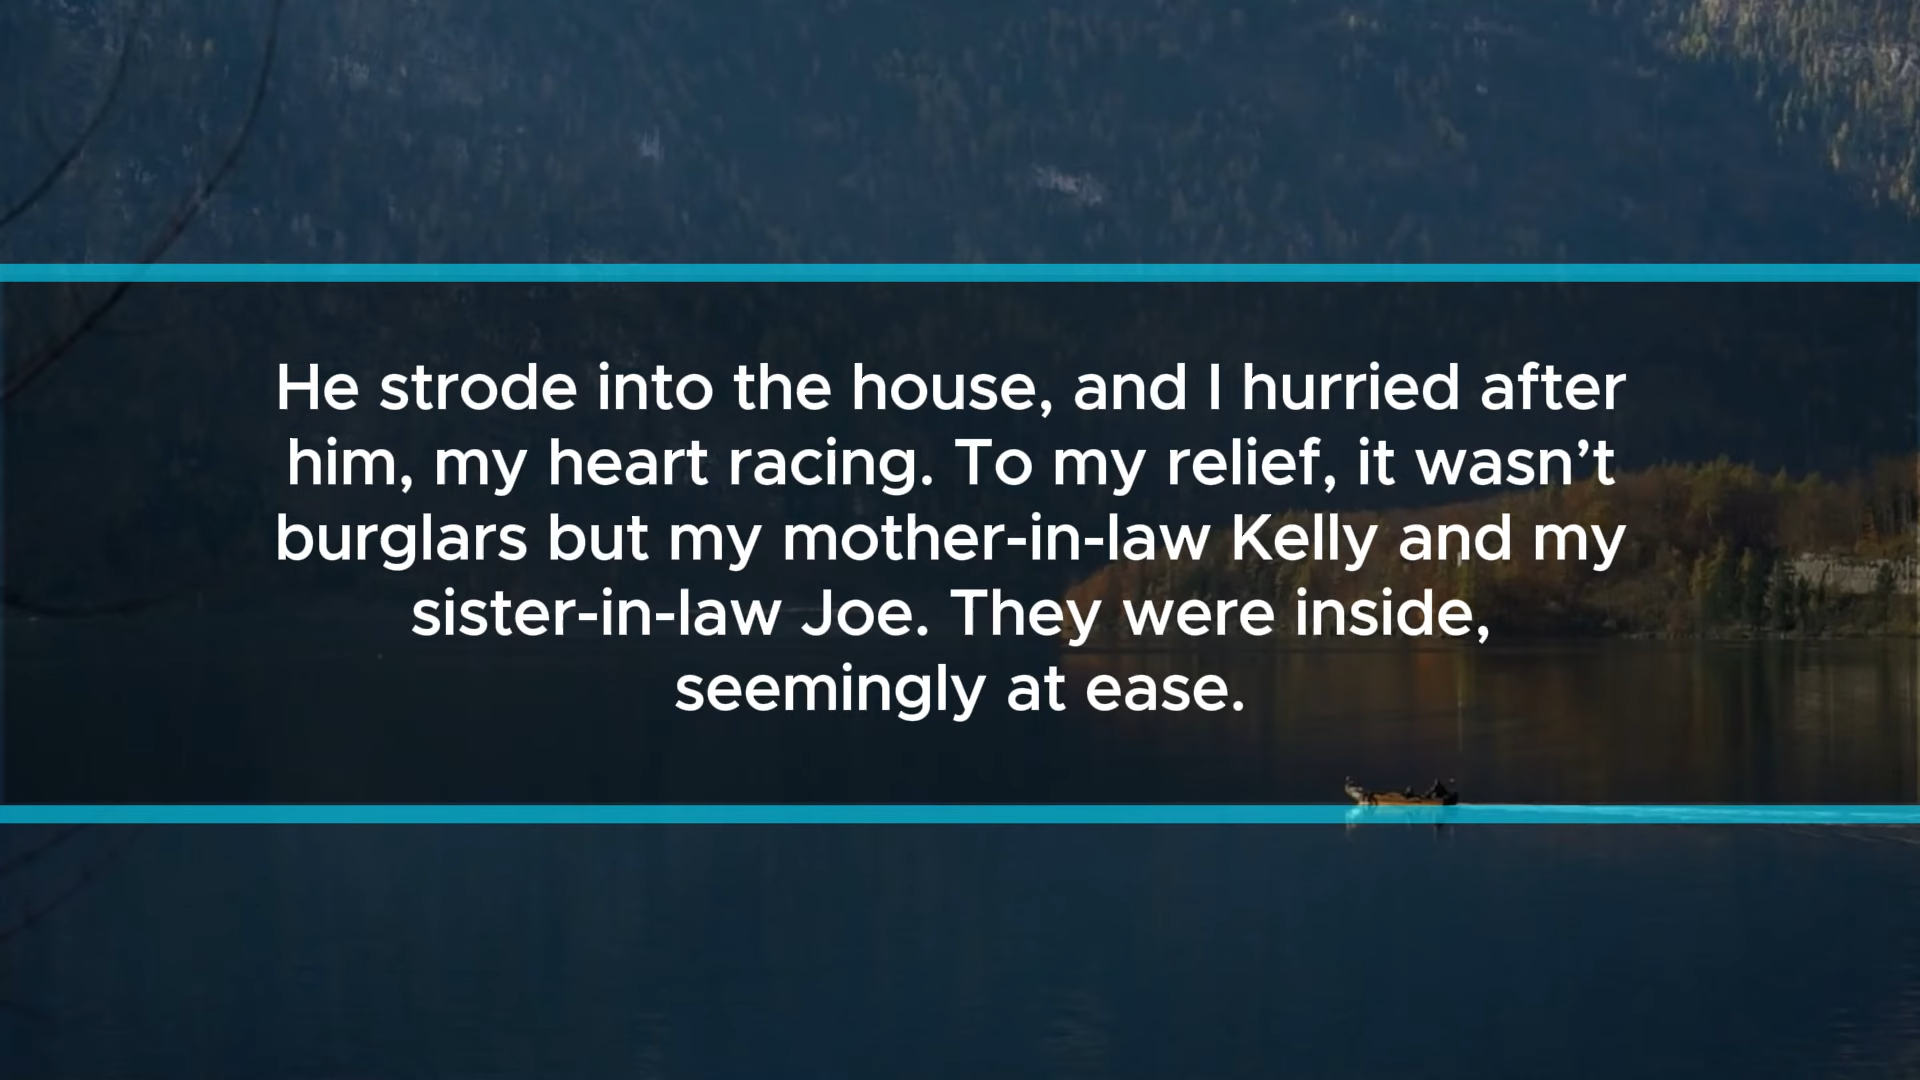 He strode into the house, and I hurried after
him, my heart racing. To my relief, it wasn’t
burglars but my mother-in-law Kelly and my
sister-in-law Joe. They were inside,
seemingly at ease.